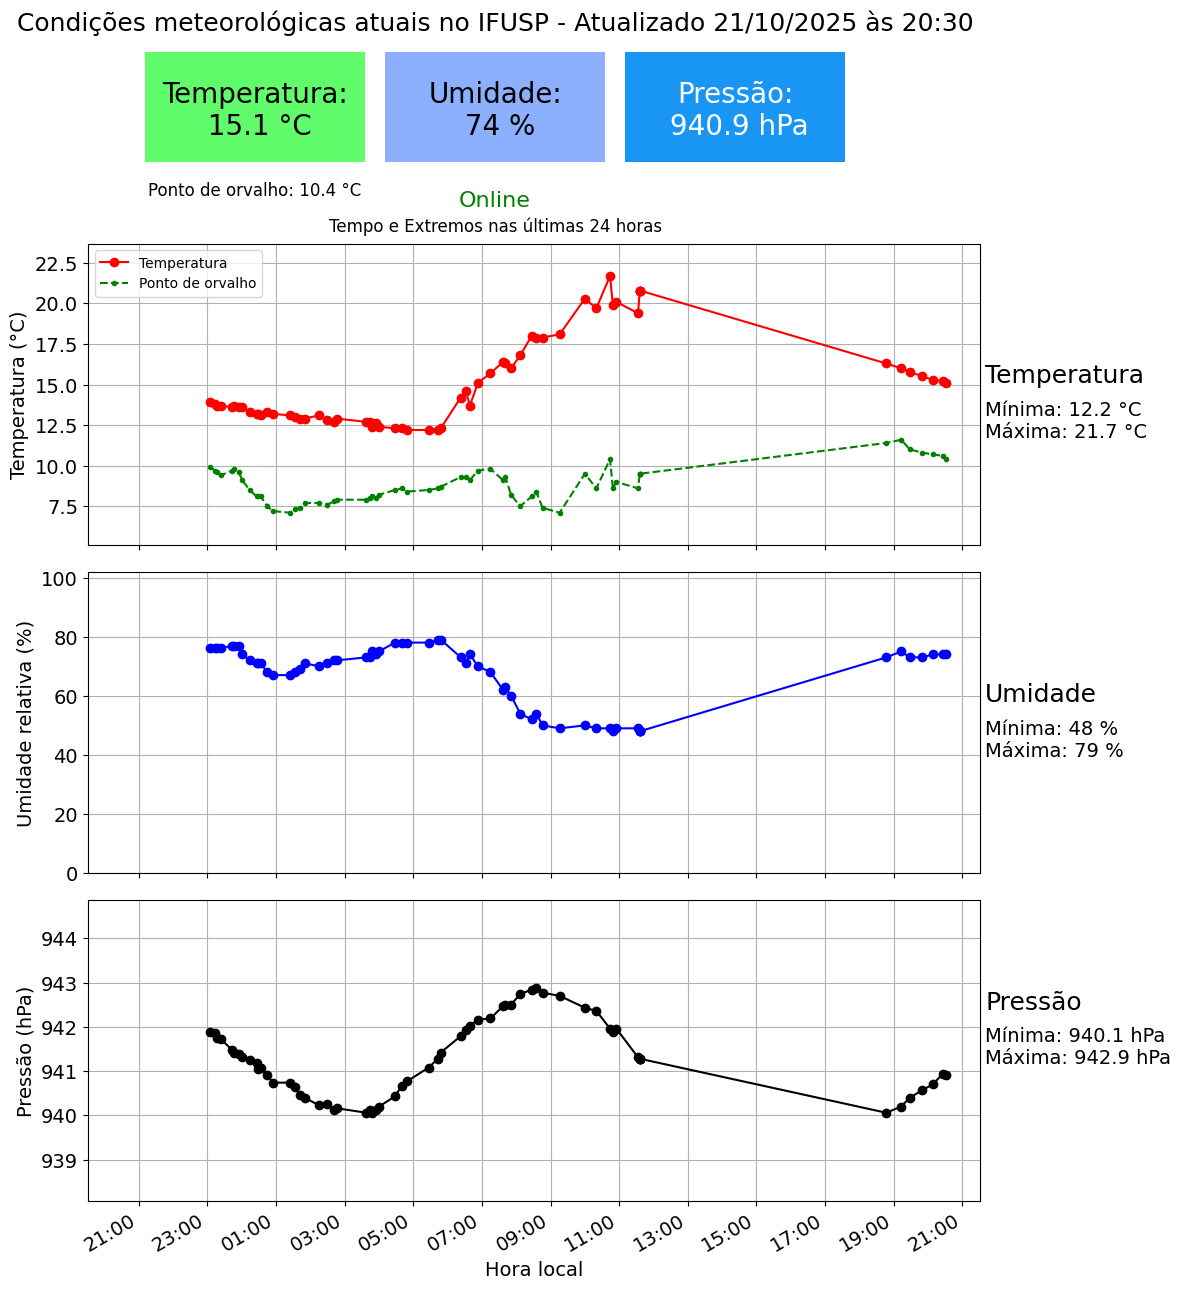 Condições meteorológicas atuais no IFUSP - Atualizado 21/10/2025 às 20:30
Temperatura:
15.1 °C
Umidade:
74 %
Pressão:
940.9 hPa
Ponto de orvalho: 10.4 °C
Online
Tempo e Extremos nas últimas 24 horas
Temperatura
Ponto de orvalho
Temperatura (°C)
22.5
20.0
17.5
15.0
12.5
10.0
7.5
Temperatura
Mínima: 12.2 °C
Máxima: 21.7 °C
Umidade relativa (%)
100
80
60
40
20
0
Umidade
Mínima: 48 %
Máxima: 79 %
Pressão (hPa)
944
943
942
941
940
939
Pressão
Mínima: 940.1 hPa
Máxima: 942.9 hPa
21:00 23:00 01:00 03:00 05:00 07:00 09:00 11:00 13:00 15:00 17:00 19:00 21:00
Hora local